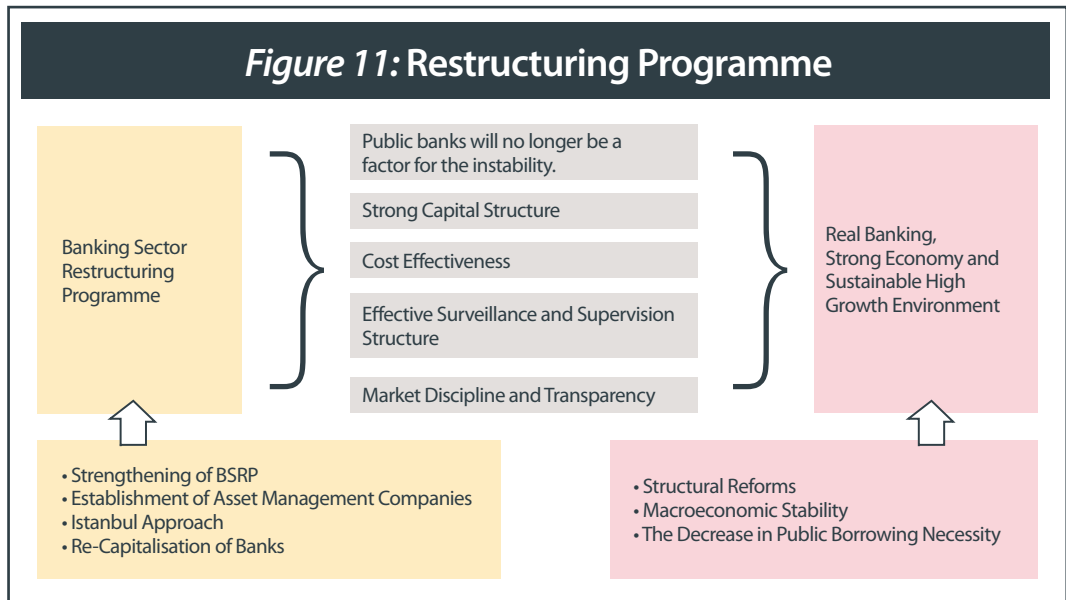 Figure 11: Restructuring Programme
Banking Sector
Restructuring
Programme
Public banks will no longer be a
factor for the instability.
Strong Capital Structure
Cost Effectiveness
Effective Surveillance and Supervision
Structure
Market Discipline and Transparency
Real Banking,
Strong Economy and
Sustainable High
Growth Environment
• Strengthening of BSRP
• Establishment of Asset Management Companies
• Istanbul Approach
• Re-Capitalisation of Banks
• Structural Reforms
• Macroeconomic Stability
• The Decrease in Public Borrowing Necessity